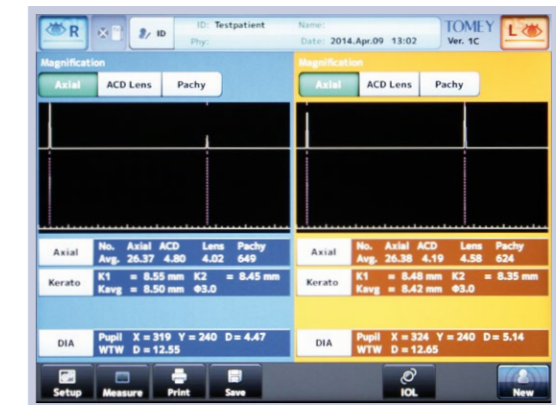 R
ID
ID: Testpatient
Phy:
Name:
Date: 2014.Apr.09 13:02
TOMEY
Ver. 1C
L
Magnification
Axial ACD Lens Pachy
Axial No. Axial ACD Lens Pachy
Avg. 26.37 4.80 4.02 649
Kerato K1 = 8.55 mm K2 = 8.45 mm
Kavg = 8.50 mm Φ3.0
DIA Pupil X = 319 Y = 240 D = 4.47
WTW D = 12.55
Magnification
Axial ACD Lens Pachy
Axial No. Axial ACD Lens Pachy
Avg. 26.38 4.19 4.58 624
Kerato K1 = 8.48 mm K2 = 8.35 mm
Kavg = 8.42 mm Φ3.0
DIA Pupil X = 324 Y = 240 D = 5.14
WTW D = 12.65
Setup Measure Print Save IOL New